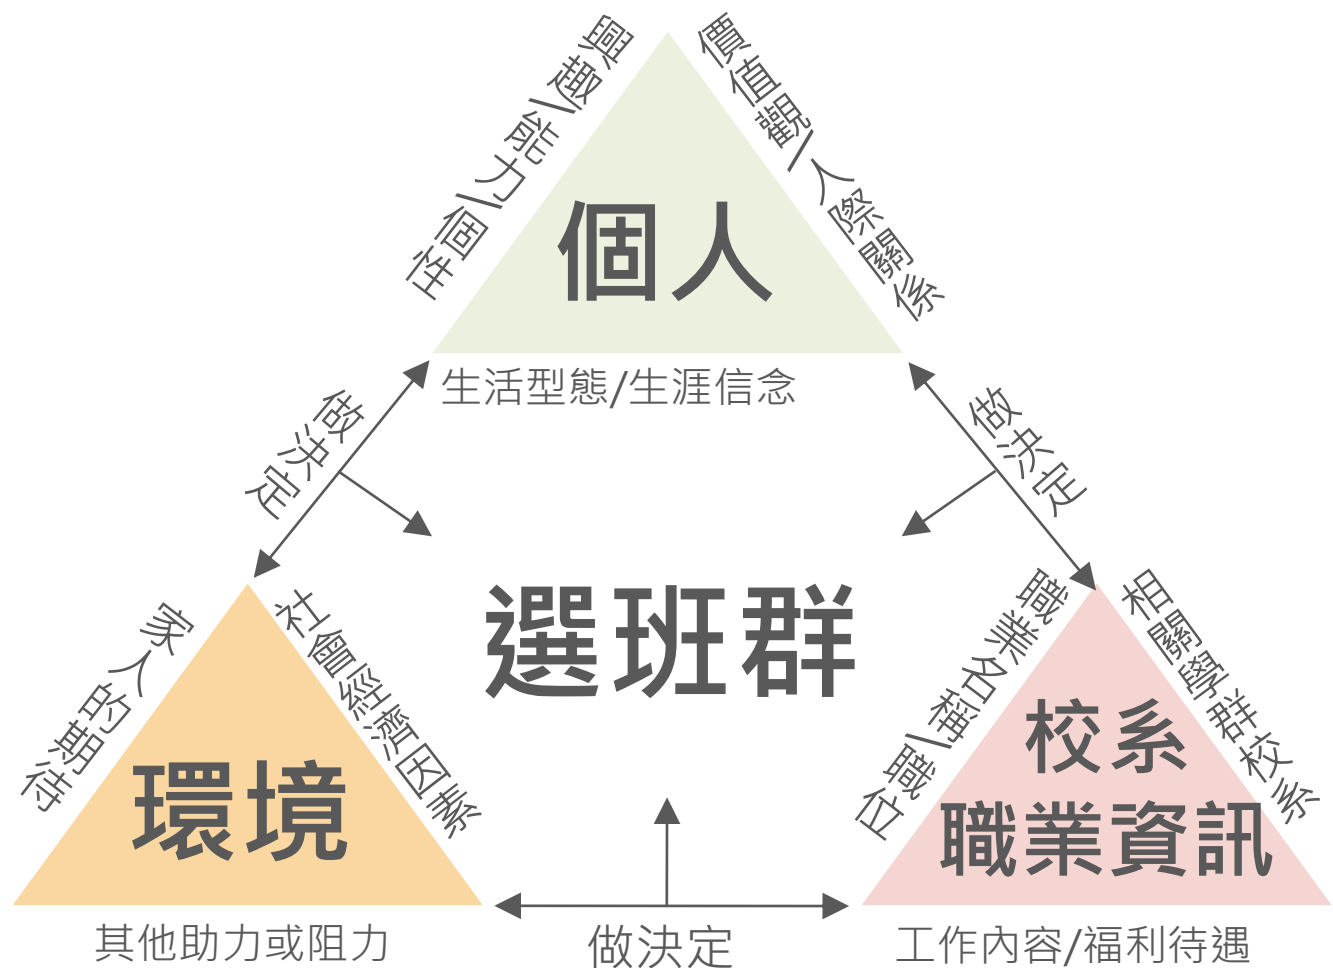 興趣/能力/個性
價值觀/人際關係
個人
生活型態/生涯信念
做決定
做決定
選班群
家人的期待
社會經濟因素
環境
其他助力或阻力
職業名稱/職位
相關學群校系
校系
職業資訊
工作內容/福利待遇
做決定